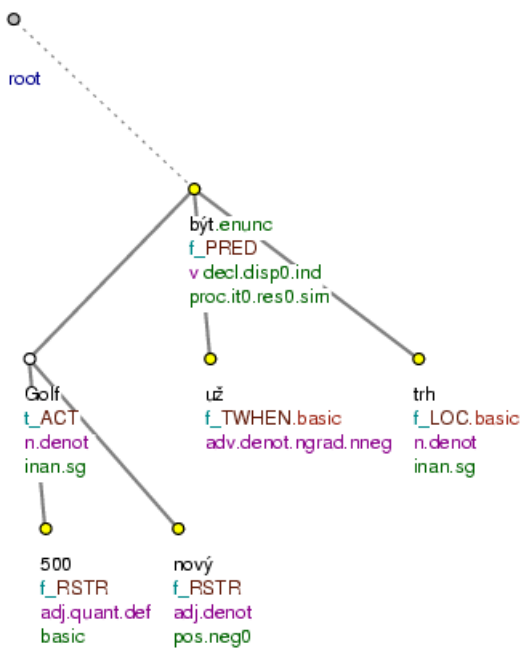 root
být.enunc
f_PRED
v decl.disp0.ind
proc.it0.res0.sim
Golf
t_ACT
n.denot
inan.sg
už
f_TWHEN.basic
adv.denot.ngrad.nneg
trh
f_LOC.basic
n.denot
inan.sg
500
f_RSTR
adj.quant.def
basic
nový
f_RSTR
adj.denot
pos.neg0